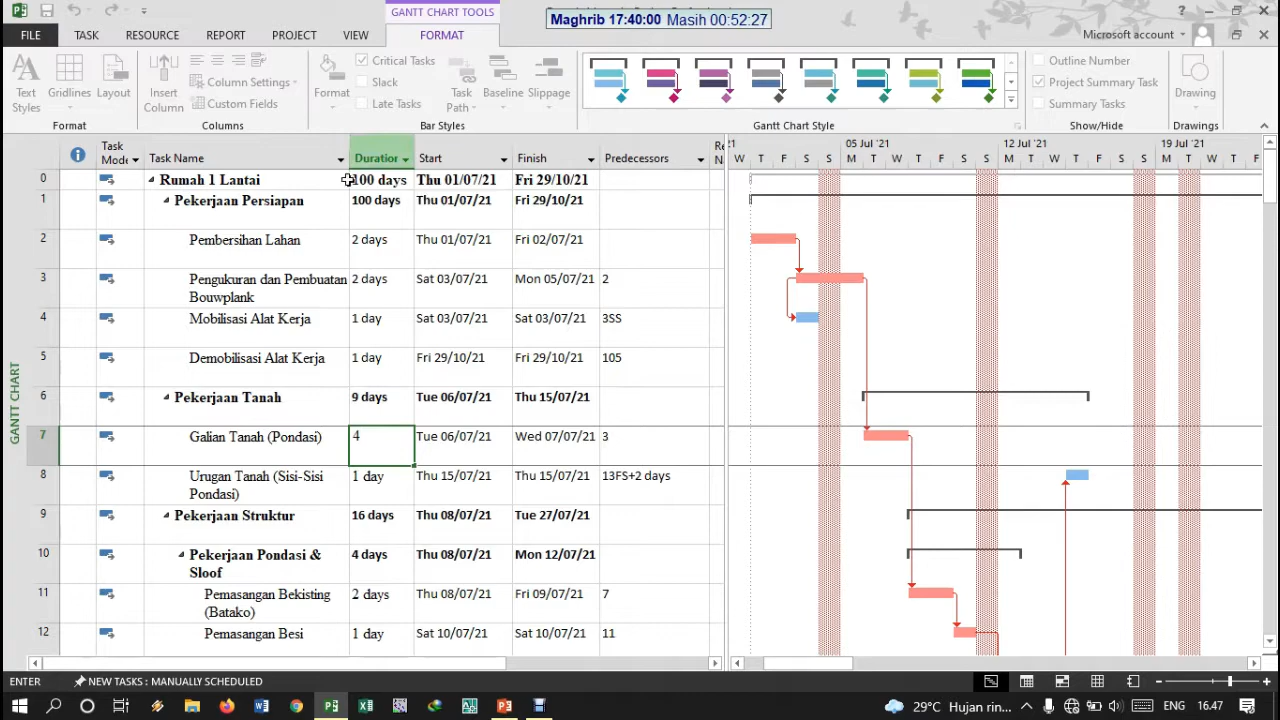 GANTT CHART TOOLS
Maghrib 17:40:00 Masih 00:52:27
FILE TASK RESOURCE REPORT PROJECT VIEW FORMAT Microsoft account
Text Styles
Gridlines
Layout
Insert Column
Column Settings
Custom Fields
Format
Critical Tasks
Slack
Late Tasks
Task Path
Baseline
Slippage
Outline Number
Project Summary Task
Summary Tasks
Drawing
Format Columns Bar Styles Gantt Chart Style Show/Hide Drawings
Task Mode Task Name Duration Start Finish Predecessors
21 05 Jul '21 12 Jul '21 19 Jul '21
W T F S S M T W T F S S M T W T F S S M T W T F
0 Rumah 1 Lantai 100 days Thu 01/07/21 Fri 29/10/21
1 Pekerjaan Persiapan 100 days Thu 01/07/21 Fri 29/10/21
2 Pembersihan Lahan 2 days Thu 01/07/21 Fri 02/07/21
3 Pengukuran dan Pembuatan Bouwplank 2 days Sat 03/07/21 Mon 05/07/21 2
4 Mobilisasi Alat Kerja 1 day Sat 03/07/21 Sat 03/07/21 3SS
5 Demobilisasi Alat Kerja 1 day Fri 29/10/21 Fri 29/10/21 105
6 Pekerjaan Tanah 9 days Tue 06/07/21 Thu 15/07/21
7 Galian Tanah (Pondasi) 4 Tue 06/07/21 Wed 07/07/21 3
8 Urugan Tanah (Sisi-Sisi Pondasi) 1 day Thu 15/07/21 Thu 15/07/21 13FS+2 days
9 Pekerjaan Struktur 16 days Thu 08/07/21 Tue 27/07/21
10 Pekerjaan Pondasi & Sloof 4 days Thu 08/07/21 Mon 12/07/21
11 Pemasangan Bekisting (Batako) 2 days Thu 08/07/21 Fri 09/07/21 7
12 Pemasangan Besi 1 day Sat 10/07/21 Sat 10/07/21 11
GANTT CHART
ENTER NEW TASKS : MANUALLY SCHEDULED
29°C Hujan rin... ENG 16.47